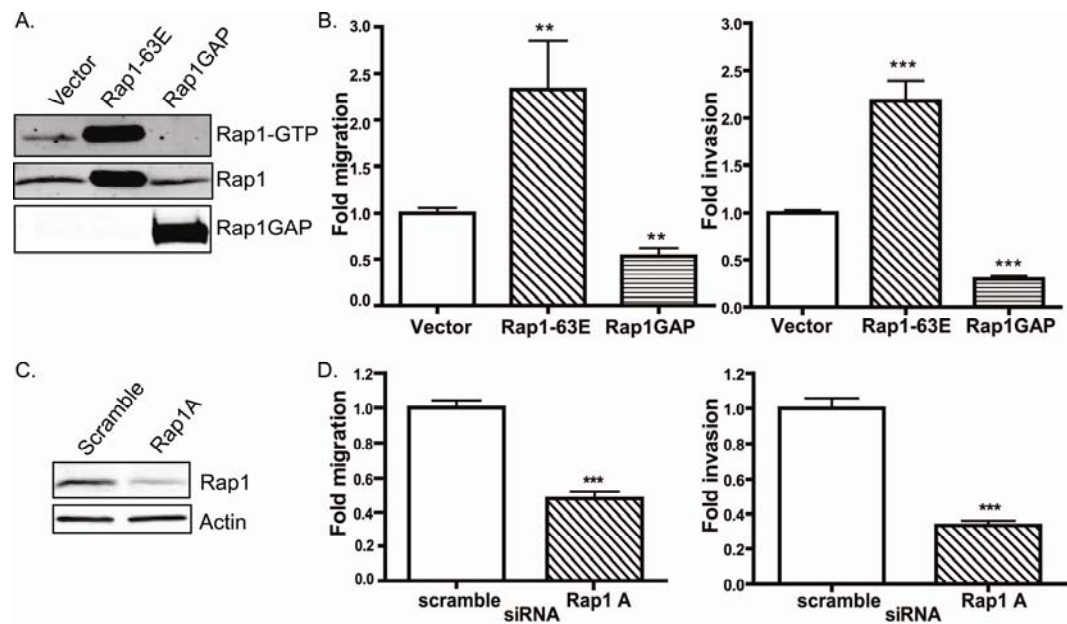 A.
Vector
Rap1-63E
Rap1GAP
Rap1-GTP
Rap1
Rap1GAP
B.
Fold migration
3.0
2.5
2.0
1.5
1.0
0.5
0.0
**
**
Vector
Rap1-63E
Rap1GAP
Fold invasion
3.0
2.5
2.0
1.5
1.0
0.5
0.0
***
***
Vector
Rap1-63E
Rap1GAP
C.
Scramble
Rap1A
Rap1
Actin
D.
Fold migration
1.2
1.0
0.8
0.6
0.4
0.2
0.0
***
scramble
Rap1 A
siRNA
Fold invasion
1.2
1.0
0.8
0.6
0.4
0.2
0.0
***
scramble
Rap1 A
siRNA